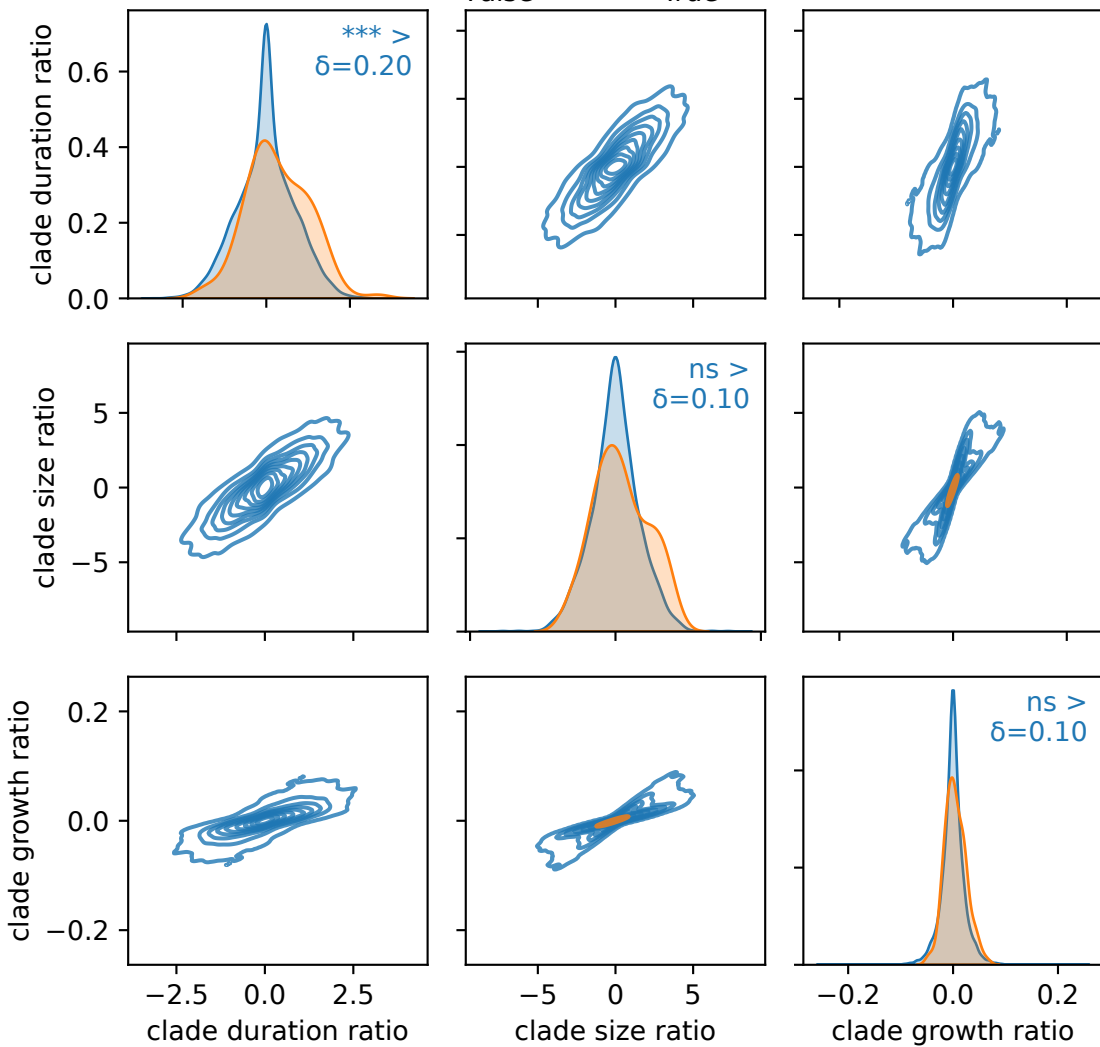 clade duration ratio
0.6
0.4
0.2
0.0
*** >
δ=0.20
clade size ratio
5
0
−5
ns >
δ=0.10
clade growth ratio
0.2
0.0
−0.2
ns >
δ=0.10
−2.5 0.0 2.5
−5 0 5
−0.2 0.0 0.2
clade duration ratio
clade size ratio
clade growth ratio